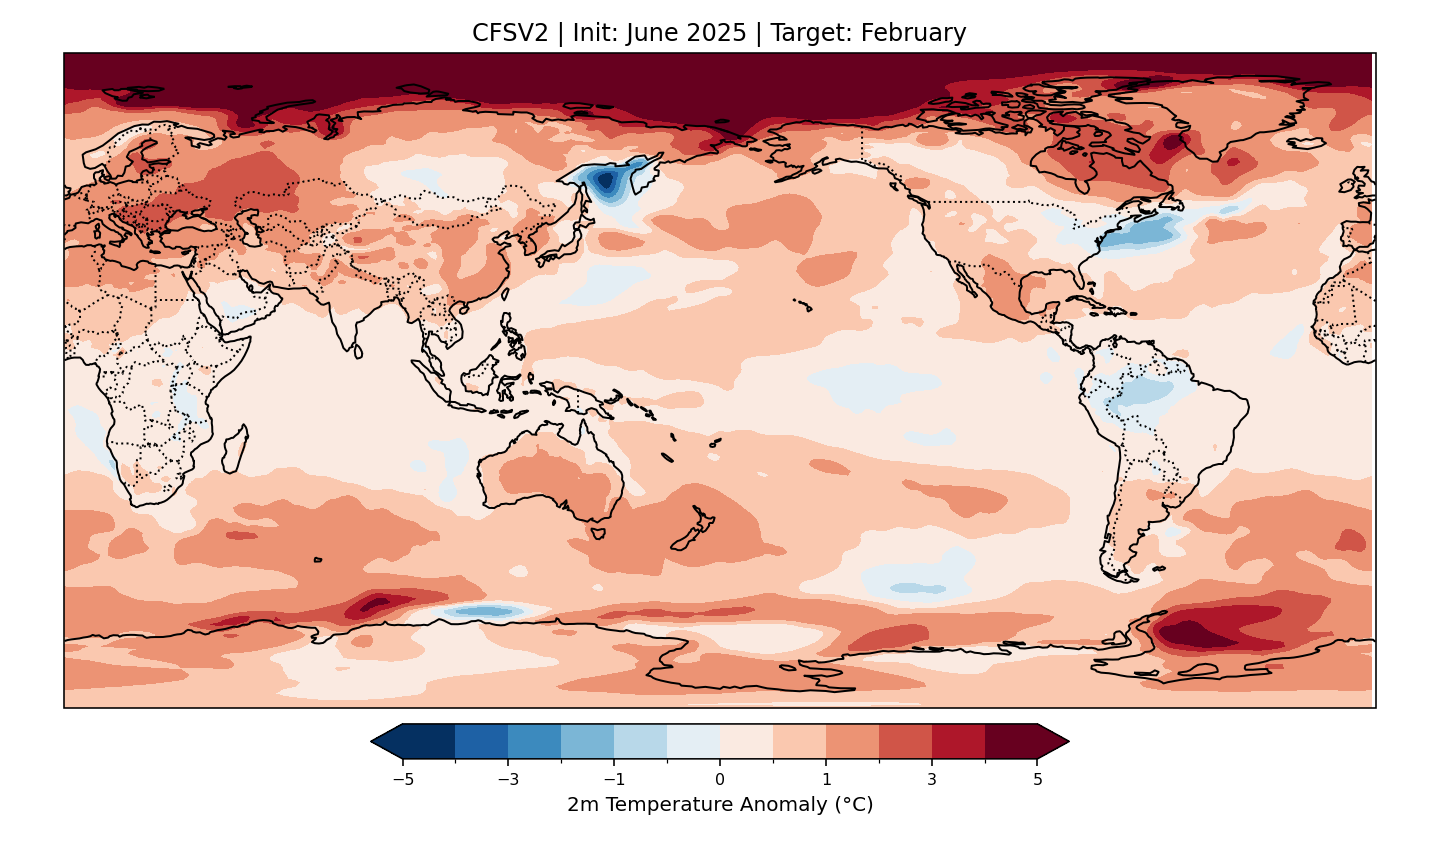 CFSV2 | Init: June 2025 | Target: February
−5 −3 −1 0 1 3 5
2m Temperature Anomaly (°C)